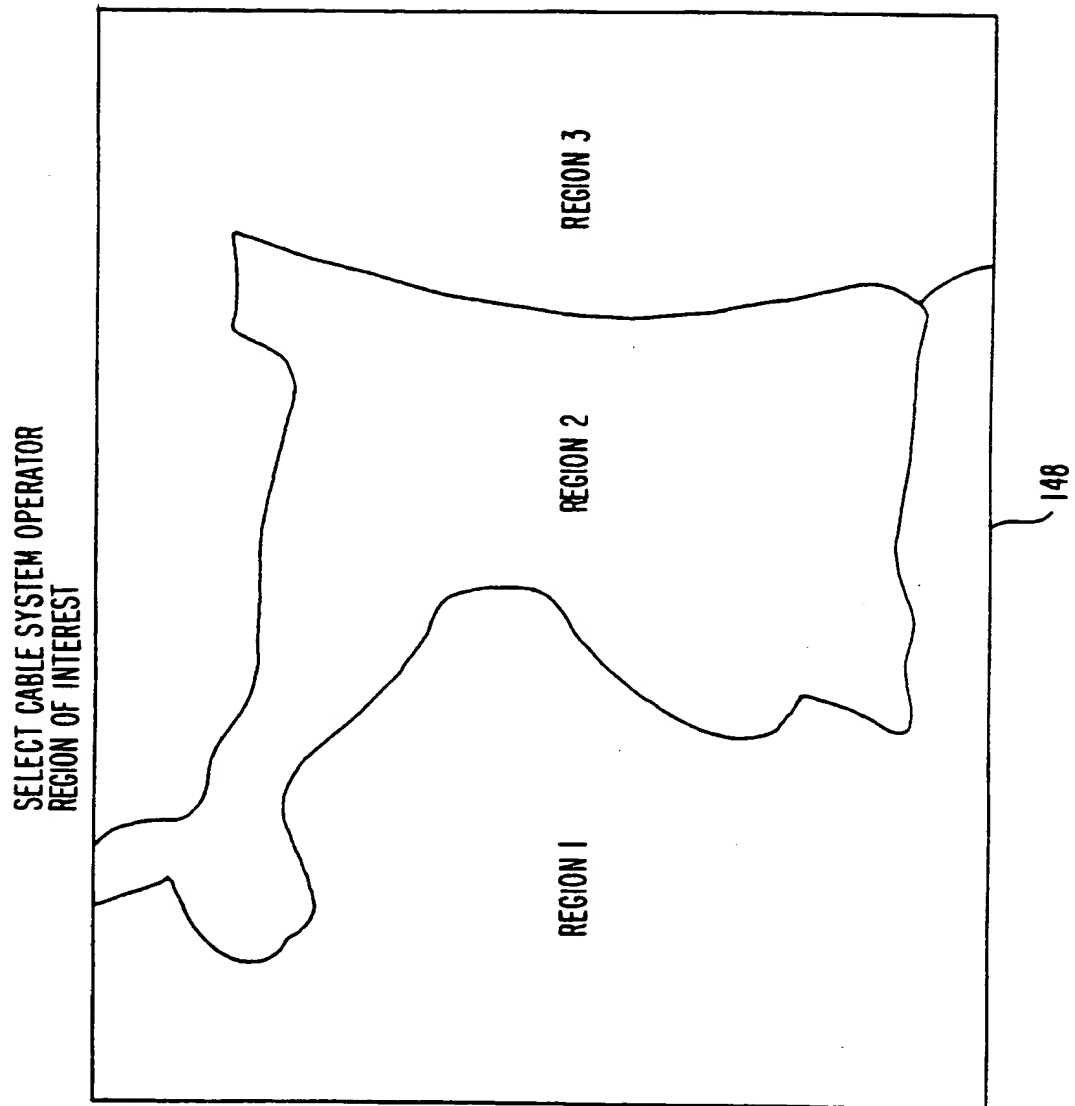 SELECT CABLE SYSTEM OPERATOR
REGION OF INTEREST
REGION 1
REGION 2
REGION 3
148